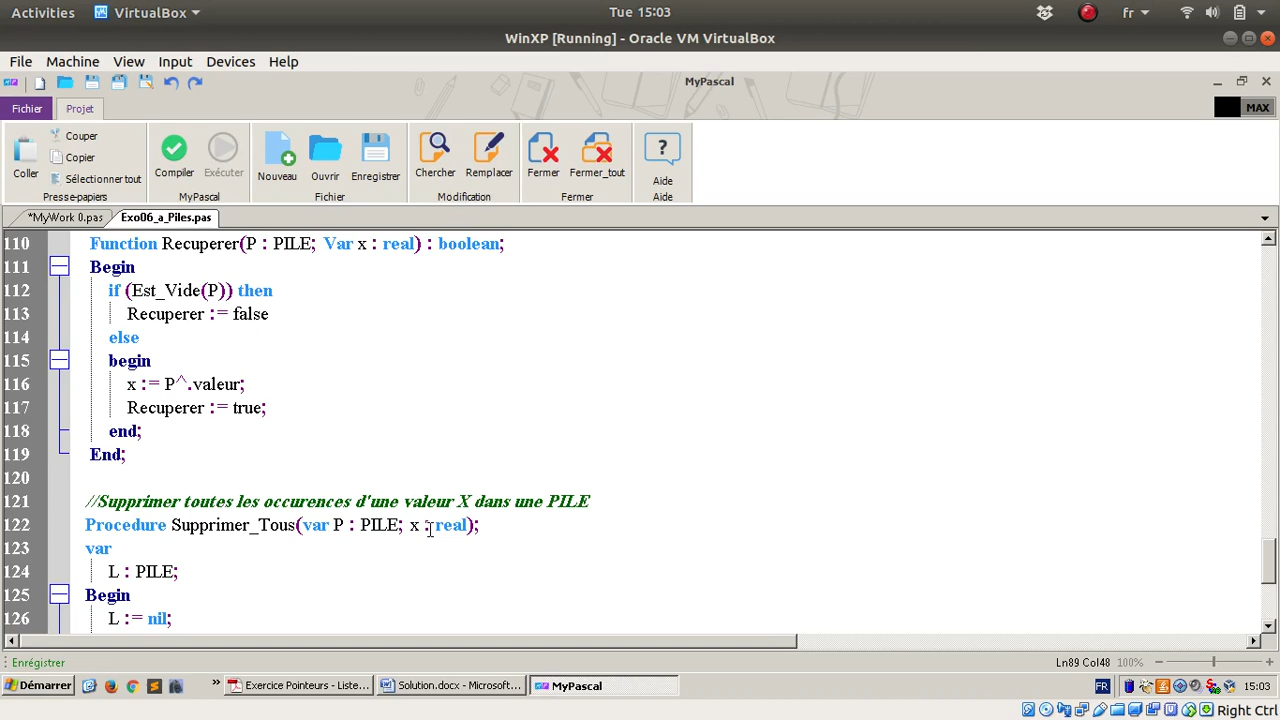 Activities VirtualBox Tue 15:03 fr
WinXP [Running] - Oracle VM VirtualBox
File Machine View Input Devices Help
MyPascal
Fichier Projet MAX
Coller Couper Copier Sélectionner tout Compiler Exécuter Nouveau Ouvrir Enregistrer Chercher Remplacer Fermer Fermer_tout Aide
Presse-papiers MyPascal Fichier Modification Fermer Aide
*MyWork 0.pas Exo06_a_Piles.pas
110 Function Recuperer(P : PILE; Var x : real) : boolean;
111 Begin
112 if (Est_Vide(P)) then
113 Recuperer := false
114 else
115 begin
116 x := P^.valeur;
117 Recuperer := true;
118 end;
119 End;
120
121 //Supprimer toutes les occurences d'une valeur X dans une PILE
122 Procedure Supprimer_Tous(var P : PILE; x : real);
123 var
124 L : PILE;
125 Begin
126 L := nil;
Enregistrer Ln89 Col48 100%
Démarrer » Exercice Pointeurs - Liste... Solution.docx - Microsoft... MyPascal FR 15:03
Right Ctrl